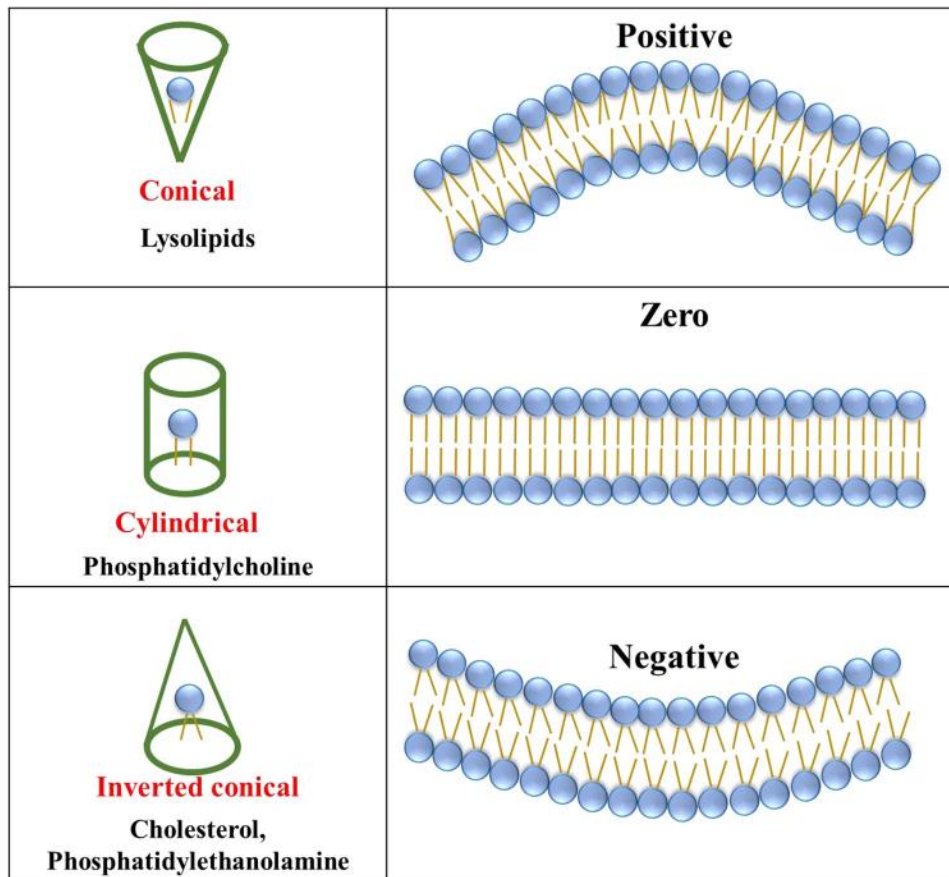 Conical
Lysolipids
Positive
Cylindrical
Phosphatidylcholine
Zero
Inverted conical
Cholesterol,
Phosphatidylethanolamine
Negative